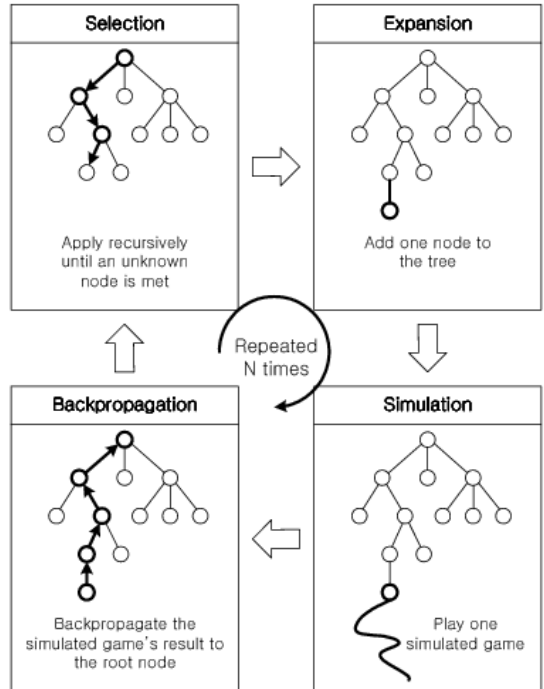 Selection
Apply recursively
until an unknown
node is met
Expansion
Add one node to
the tree
Repeated
N times
Backpropagation
Backpropagate the
simulated game's result to
the root node
Simulation
Play one
simulated game